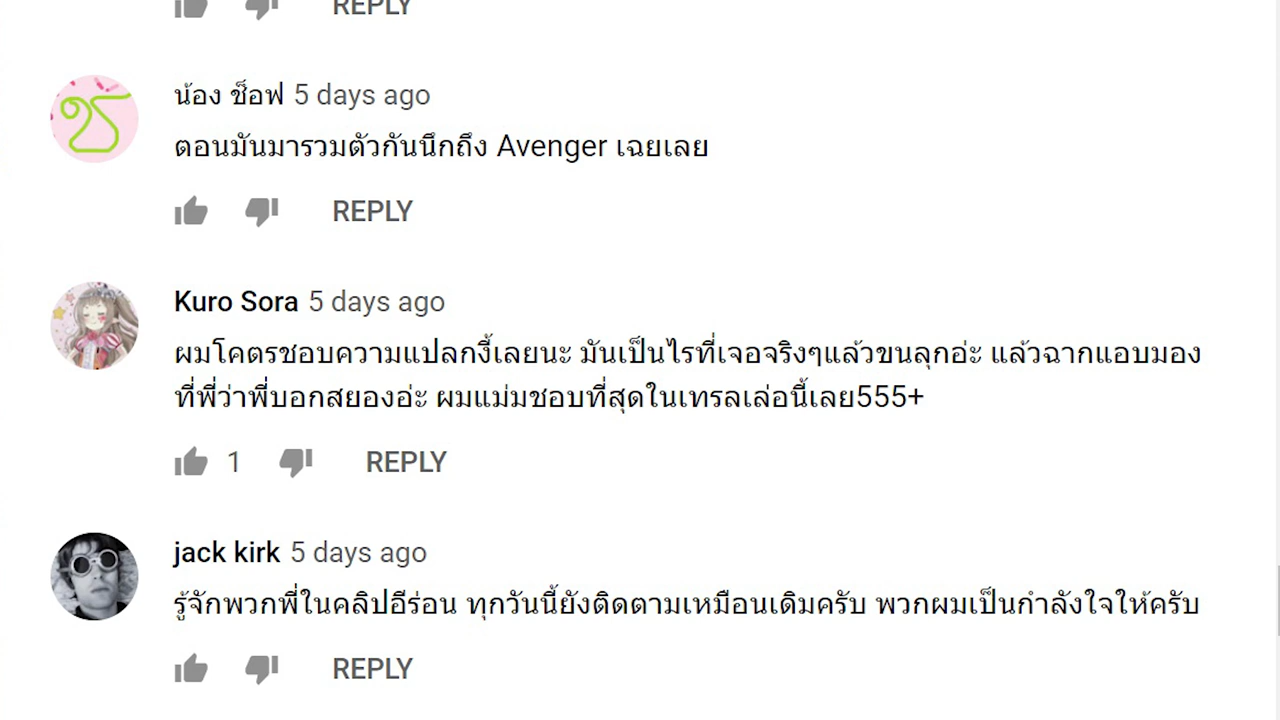 REPLY
น้อง ช็อฟ 5 days ago
ตอนมันมารวมตัวกันนึกถึง Avenger เฉยเลย
REPLY
Kuro Sora 5 days ago
ผมโคตรชอบความแปลกงี้เลยนะ มันเป็นไรที่เจอจริงๆแล้วขนลุกอ่ะ แล้วฉากแอบมอง
ที่พี่ว่าพี่บอกสยองอ่ะ ผมแม่มชอบที่สุดในเทรลเล่อนี้เลย555+
1 REPLY
jack kirk 5 days ago
รู้จักพวกพี่ในคลิปอีร่อน ทุกวันนี้ยังติดตามเหมือนเดิมครับ พวกผมเป็นกำลังใจให้ครับ
REPLY